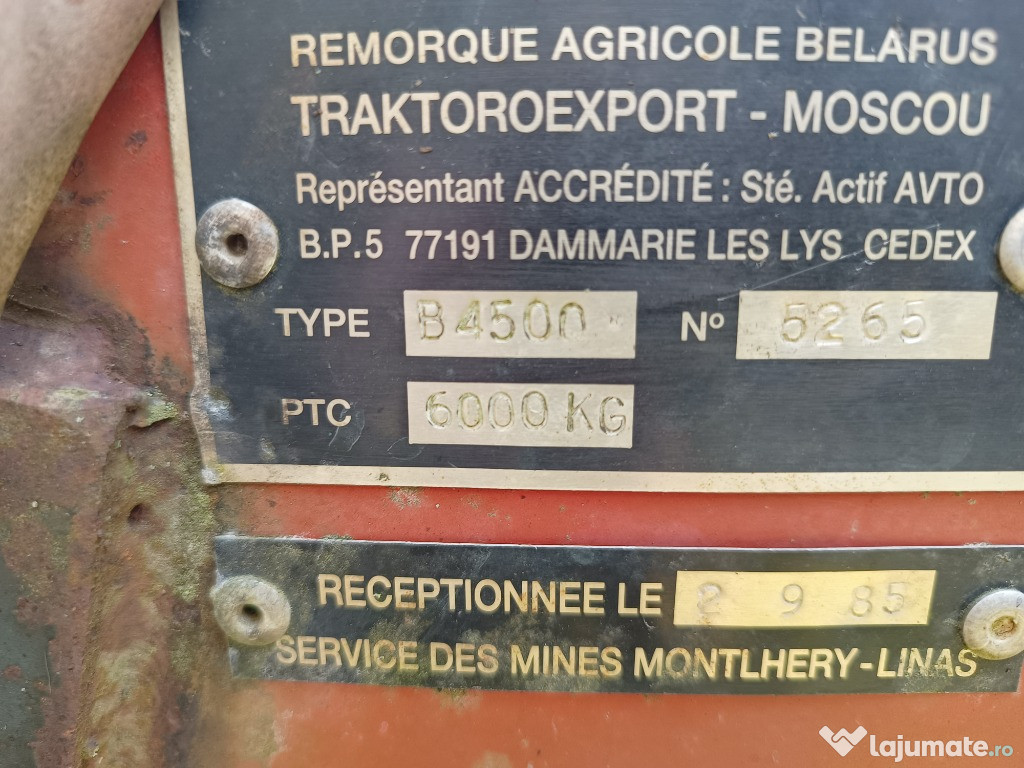 REMORQUE AGRICOLE BELARUS
TRAKTOROEXPORT - MOSCOU
Représentant ACCRÉDITÉ : Sté. Actif AVTO
B.P.5 77191 DAMMARIE LES LYS CEDEX
TYPE B4500 Nº 5265
PTC 6000 KG
RECEPTIONNEE LE 2 9 85
SERVICE DES MINES MONTLHERY-LINAS
lajumate.ro